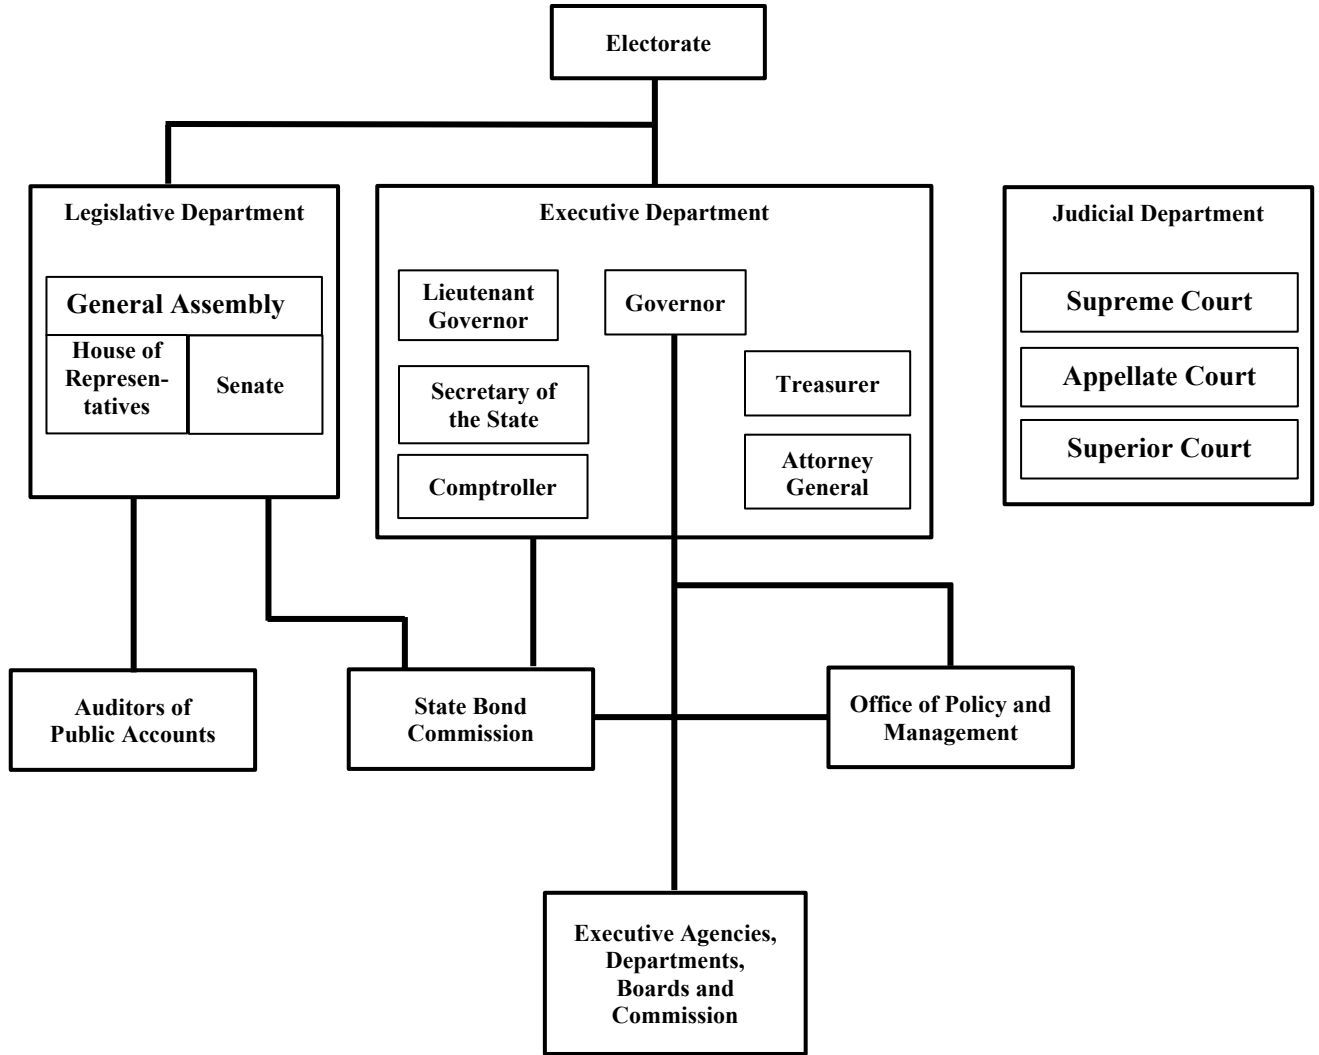 Electorate
Legislative Department
General Assembly
House of
Represen-
tatives
Senate
Executive Department
Lieutenant
Governor
Governor
Secretary of
the State
Treasurer
Comptroller
Attorney
General
Judicial Department
Supreme Court
Appellate Court
Superior Court
Auditors of
Public Accounts
State Bond
Commission
Office of Policy and
Management
Executive Agencies,
Departments,
Boards and
Commission